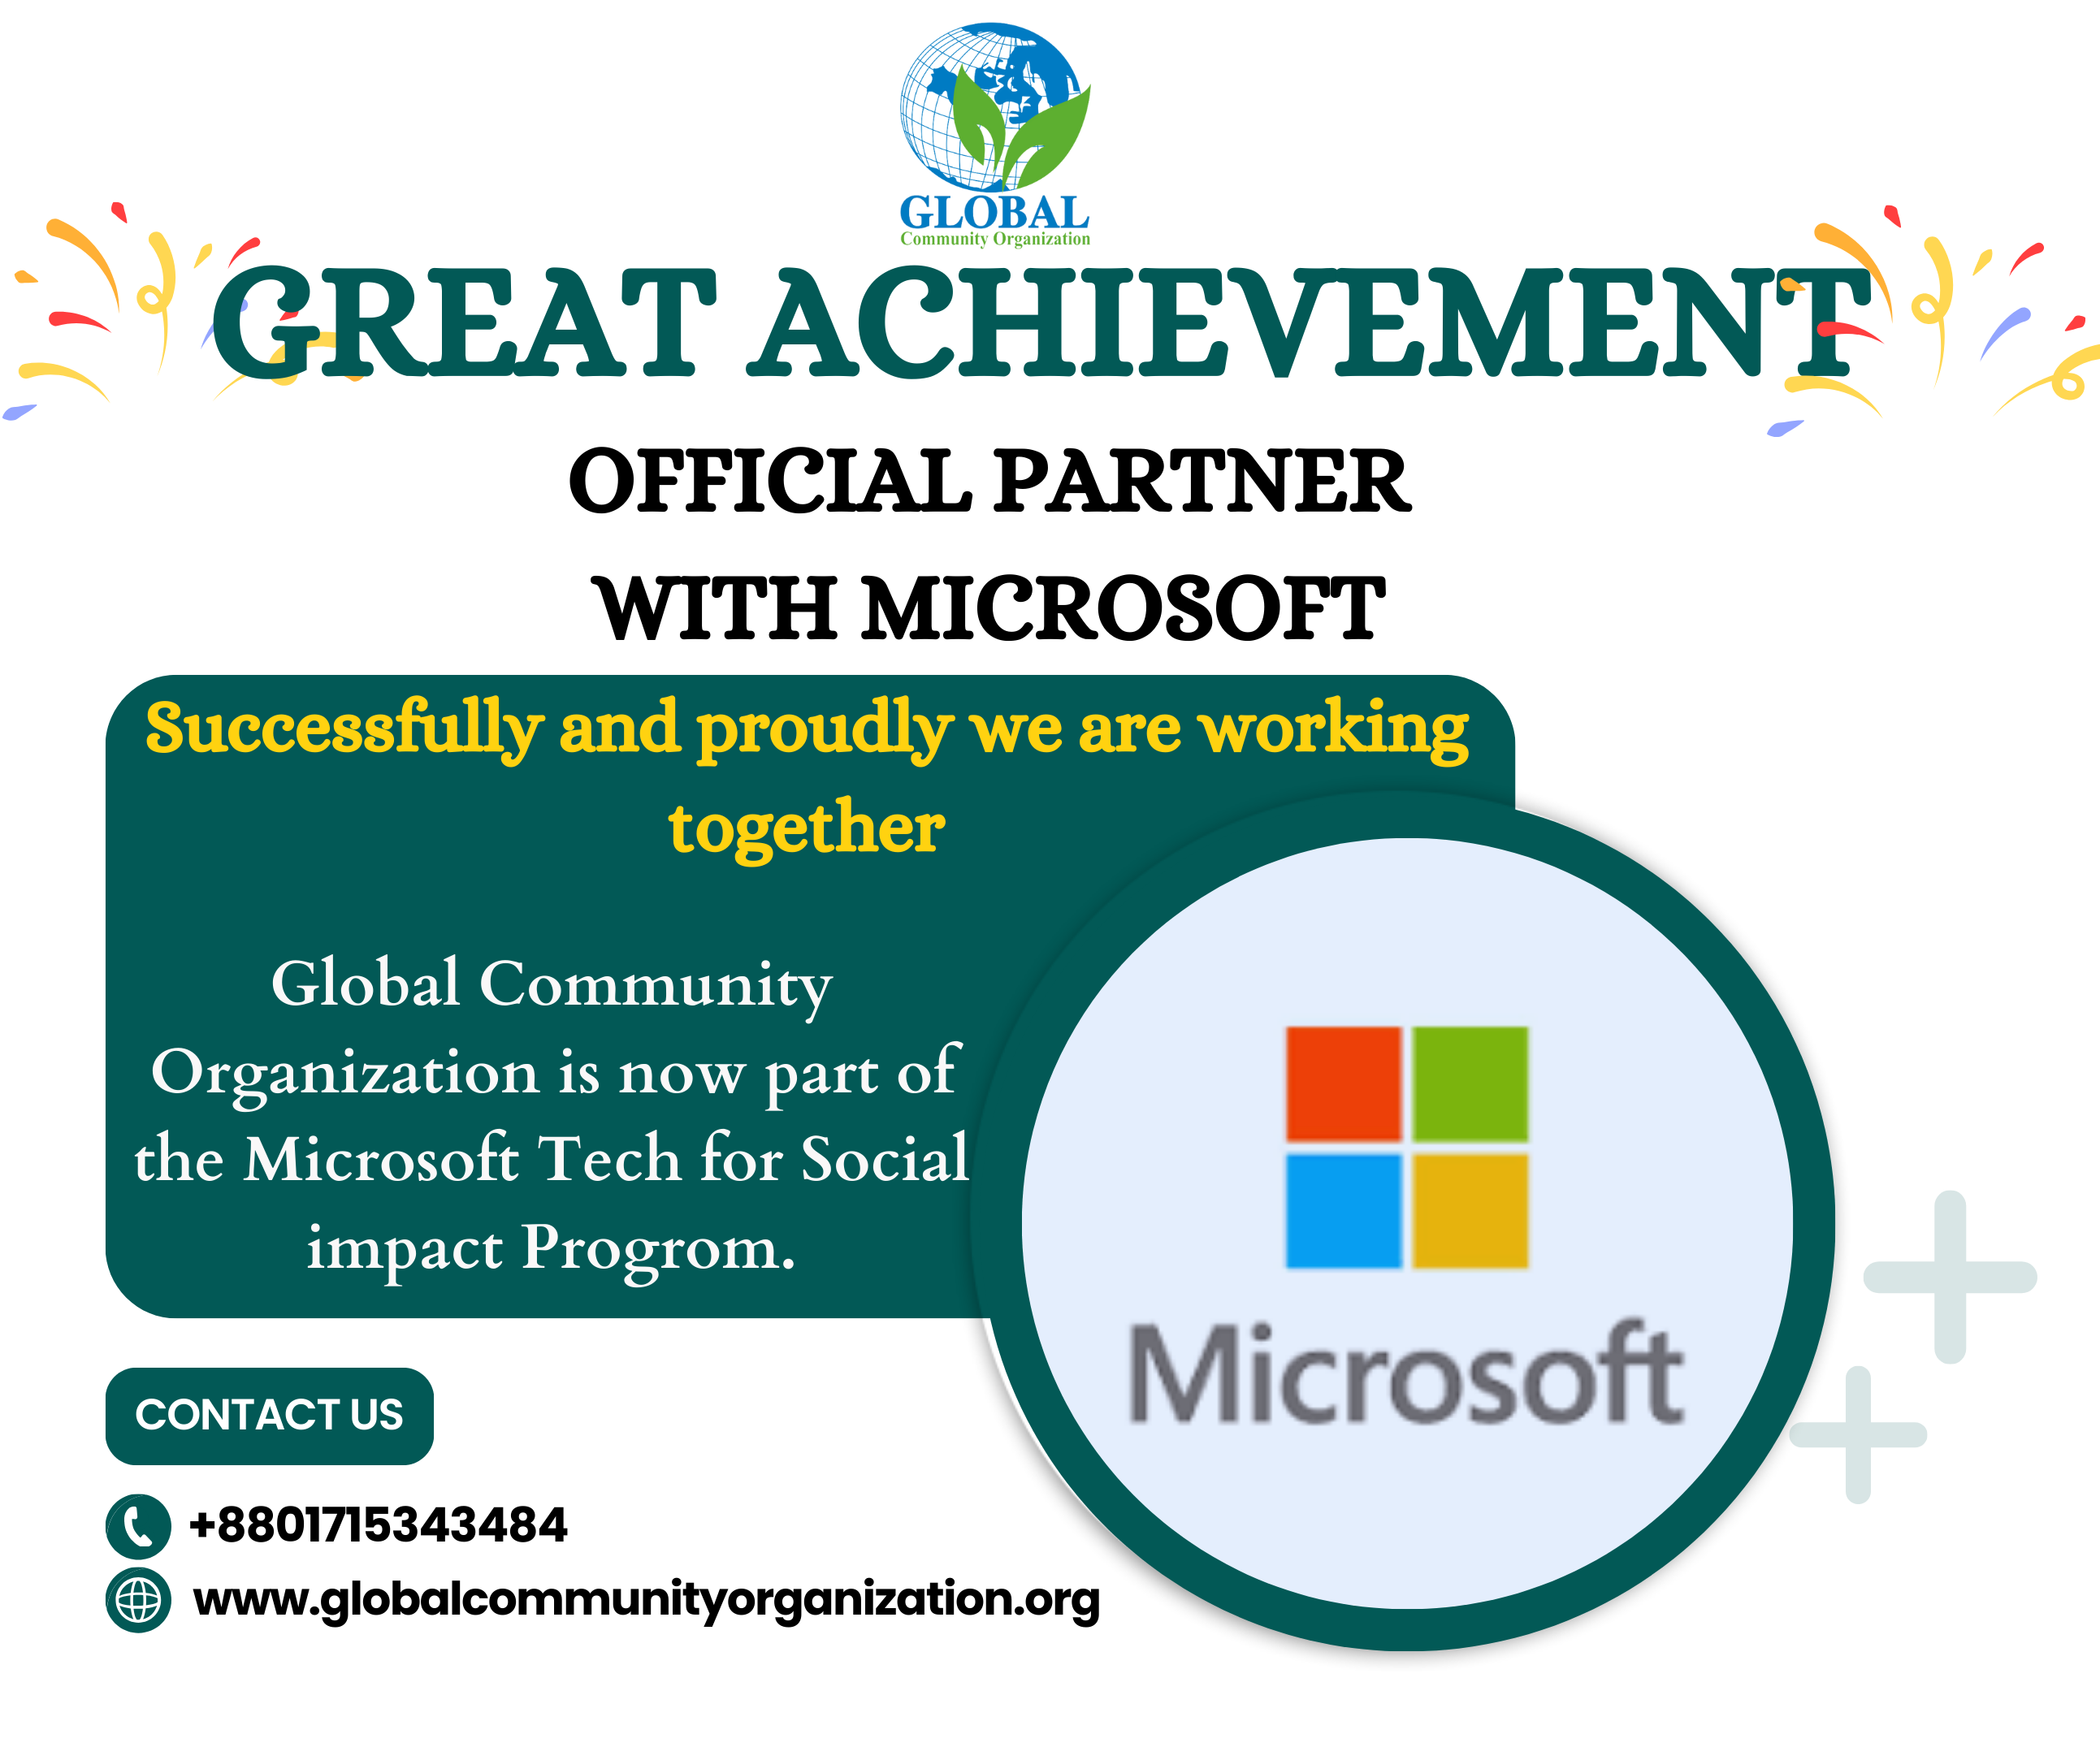 GLOBAL
Community Organization
GREAT ACHIEVEMENT
OFFICIAL PARTNER
WITH MICROSOFT
Successfully and proudly we are working
together
Global Community
Organization is now part of
the Microsoft Tech for Social
impact Progrom.
Microsoft
CONTACT US
+8801715343484
www.globalcommunityorganization.org